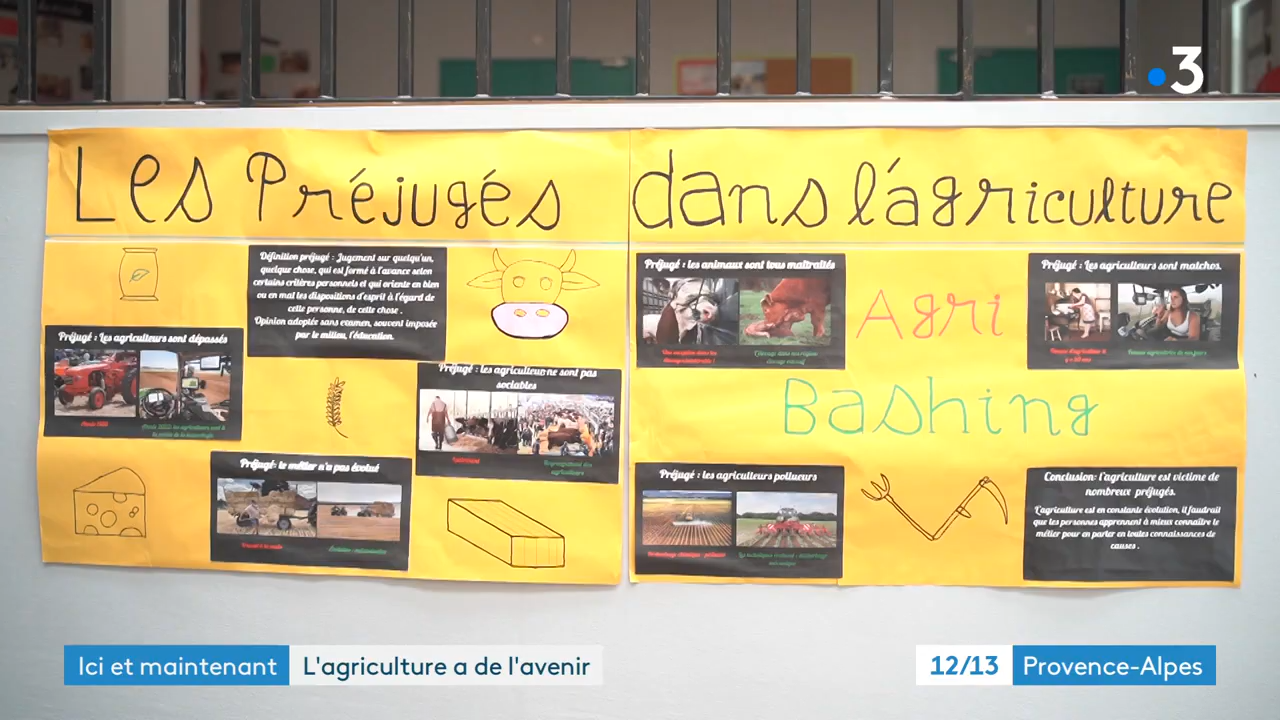 3
Les Préjugés dans l'agriculture
Définition préjugé : Jugement sur quelqu'un,
quelque chose, qui est formé à l'avance selon
certains critères personnels et qui oriente en bien
ou en mal les dispositions d'esprit à l'égard de
cette personne, de cette chose .
Opinion adoptée sans examen, souvent imposée
par le milieu, l'éducation.
Préjugé : Les agriculteurs sont dépassés
Préjugé : les agriculteur ne sont pas
sociables
Préjugé: le métier n'a pas évolué
Préjugé : les animaux sont tous maltraités
Agri
Bashing
Préjugé : Les agriculteurs sont machos.
Préjugé : les agriculteurs pollueurs
Conclusion: l'agriculture est victime de
nombreux préjugés.
L'agriculture est en constante évolution, il faudrait
que les personnes apprennent à mieux connaître le
métier pour en parler en toutes connaissances de
causes .
Ici et maintenant L'agriculture a de l'avenir
12/13 Provence-Alpes